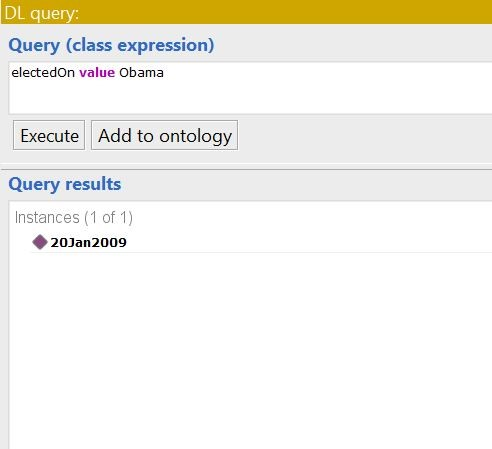 DL query:
Query (class expression)
electedOn value Obama
Execute Add to ontology
Query results
Instances (1 of 1)
20Jan2009